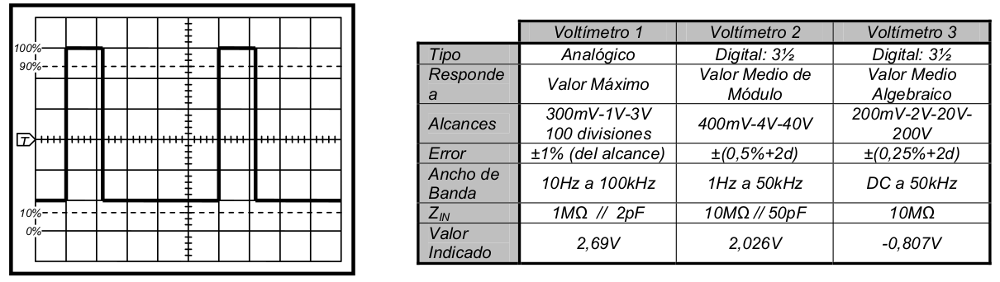 100%
90%
T
10%
0%
Voltímetro 1 Voltímetro 2 Voltímetro 3
Tipo Analógico Digital: 3½ Digital: 3½
Responde a Valor Máximo Valor Medio de Módulo Valor Medio Algebraico
Alcances 300mV-1V-3V 100 divisiones 400mV-4V-40V 200mV-2V-20V-200V
Error ±1% (del alcance) ±(0,5%+2d) ±(0,25%+2d)
Ancho de Banda 10Hz a 100kHz 1Hz a 50kHz DC a 50kHz
ZIN 1MΩ // 2pF 10MΩ // 50pF 10MΩ
Valor Indicado 2,69V 2,026V -0,807V